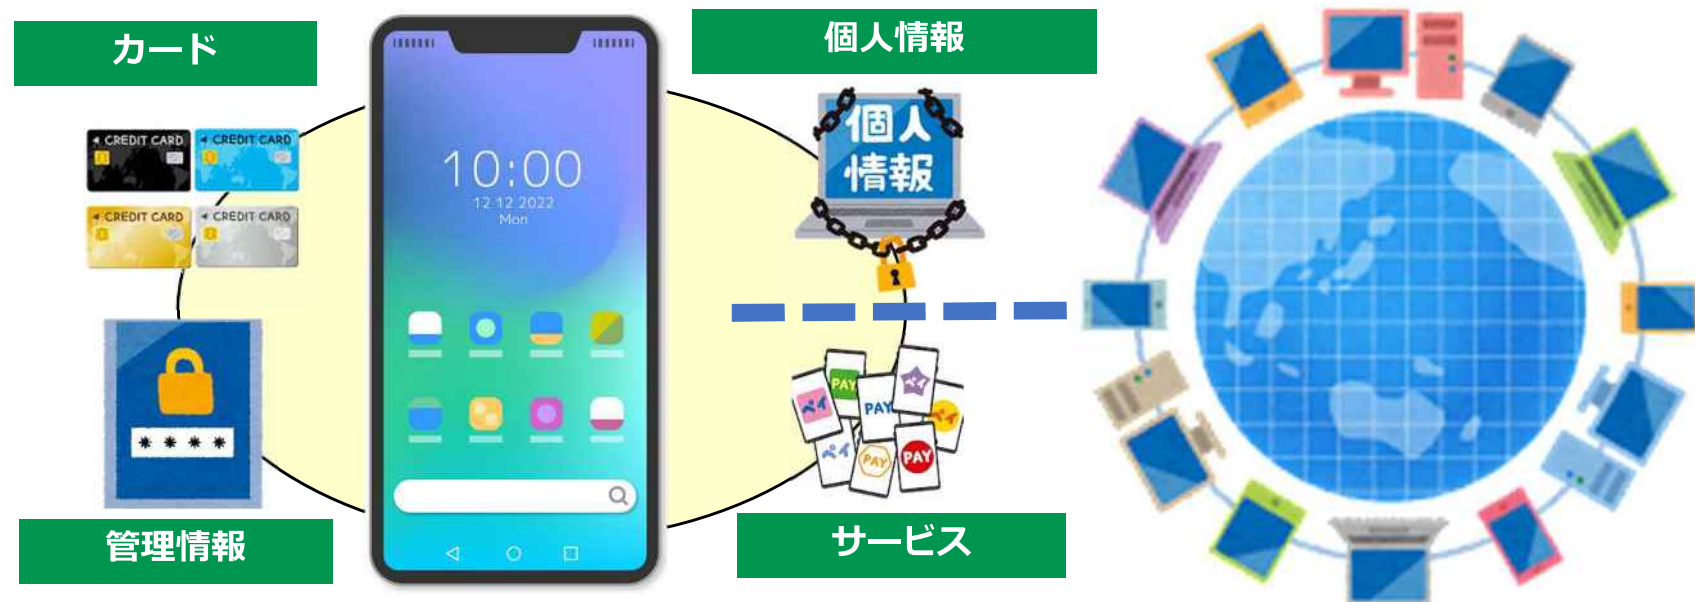 カード
個人情報
CREDIT CARD
CREDIT CARD
CREDIT CARD
CREDIT CARD
10:00
12 12 2022
Mon
個人
情報
****
PAY
ペイ
ペイ
PAY
ペイ
ペイ
PAY
PAY
管理情報
サービス